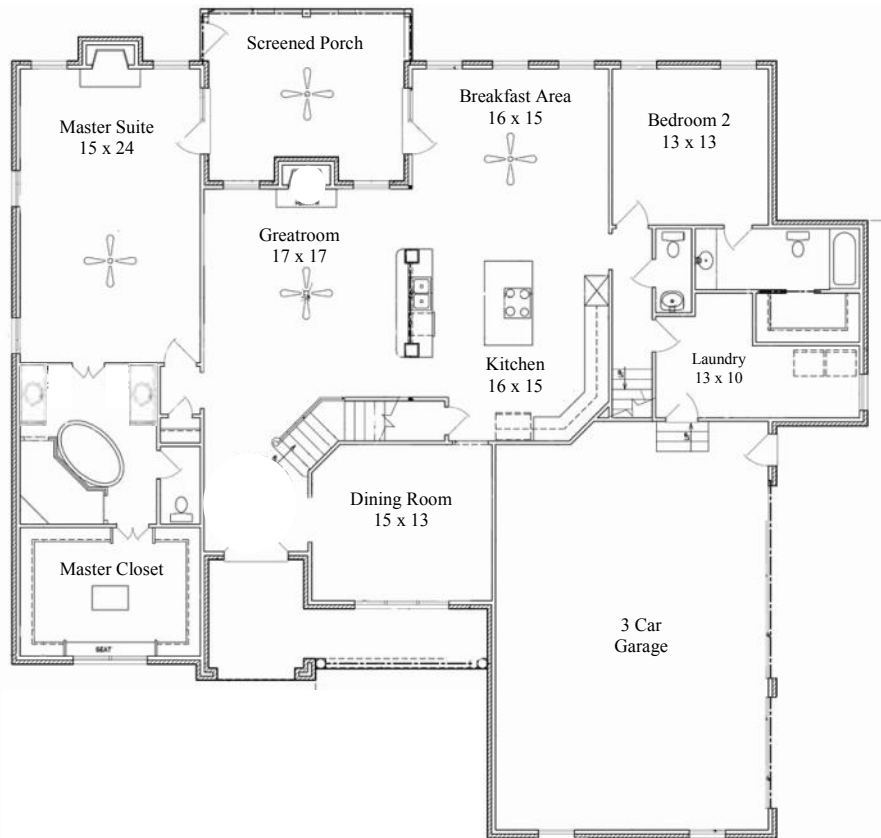 Screened Porch
Breakfast Area
16 x 15
Master Suite
15 x 24
Bedroom 2
13 x 13
Greatroom
17 x 17
Kitchen
16 x 15
Laundry
13 x 10
Dining Room
15 x 13
Master Closet
SEAT
3 Car
Garage